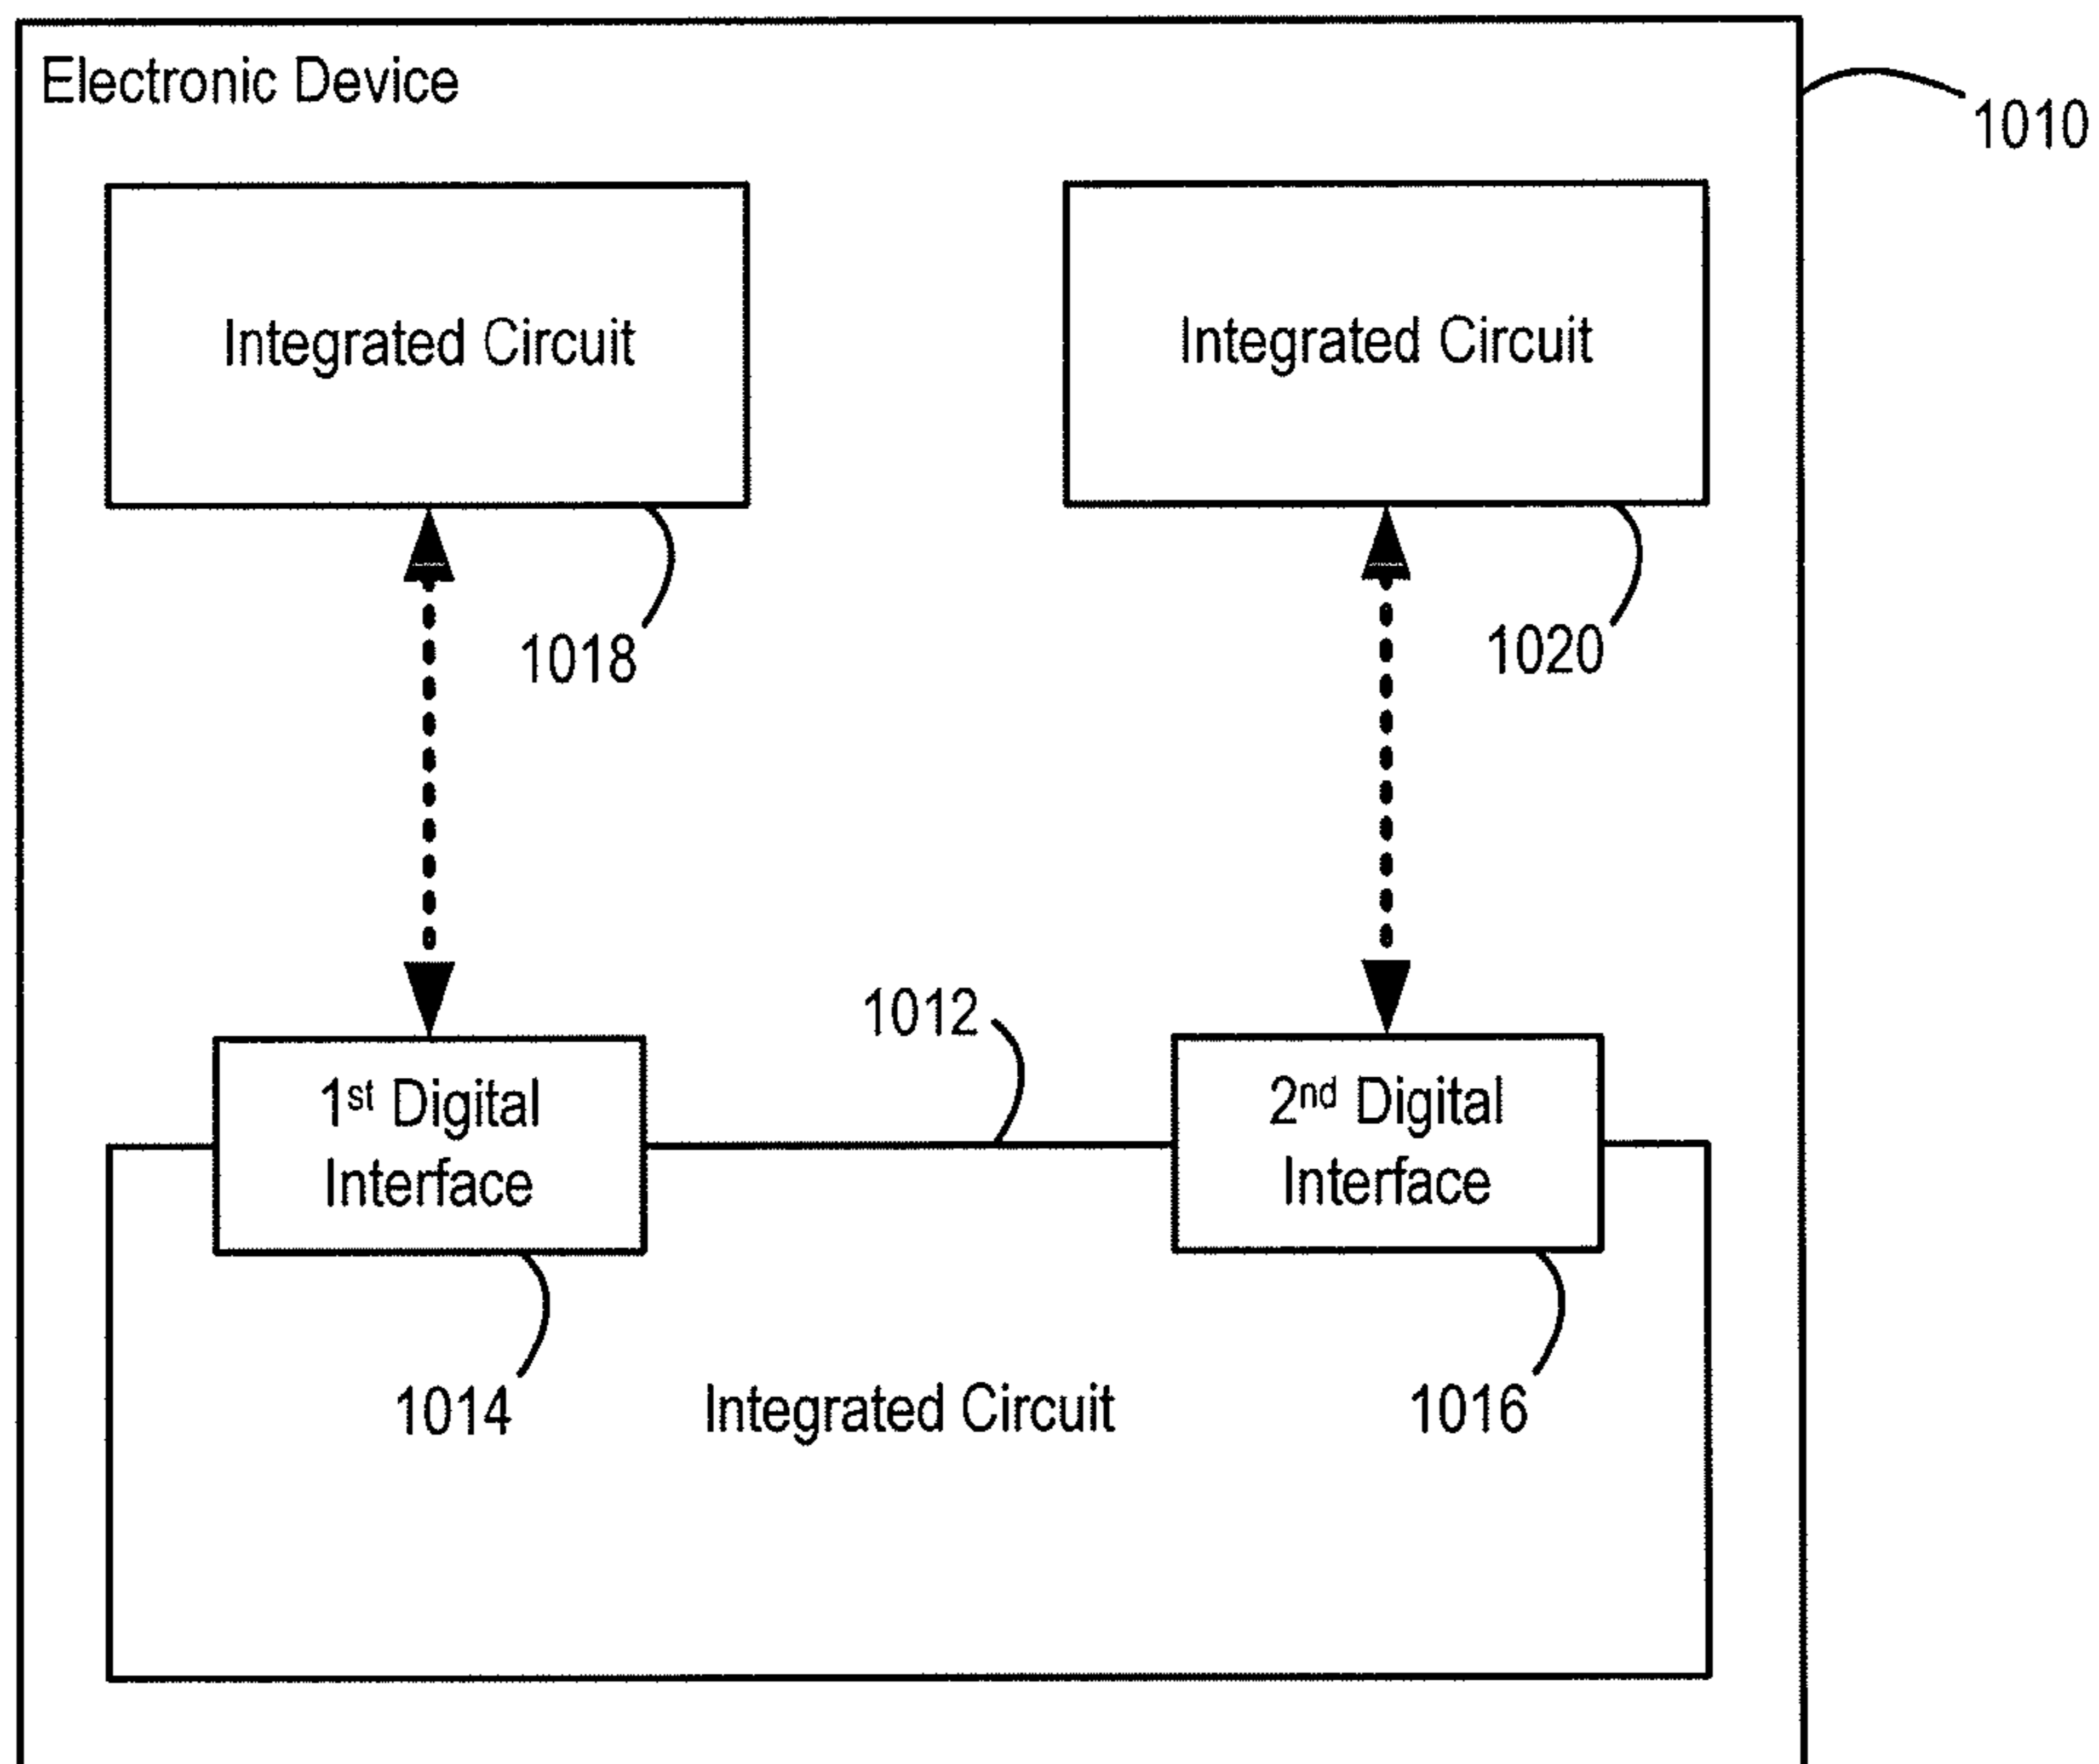 Electronic Device
1010
Integrated Circuit
Integrated Circuit
1018
1020
1012
1st Digital
Interface
2nd Digital
Interface
1014
Integrated Circuit
1016